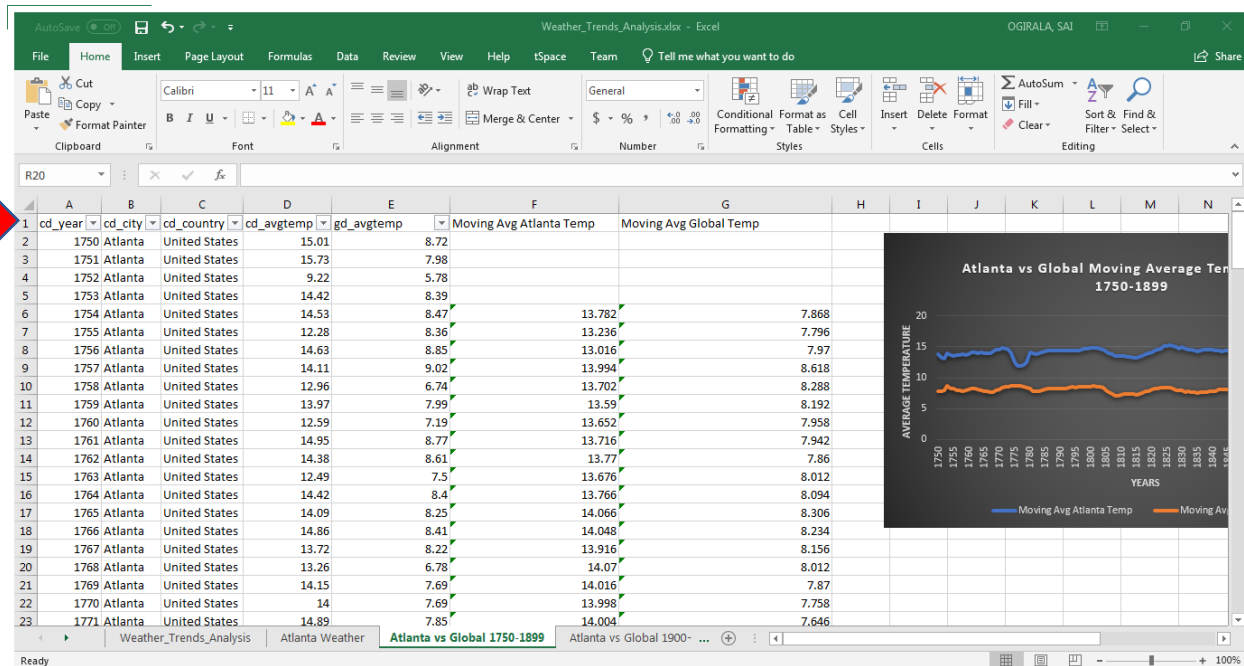 AutoSave Off Weather_Trends_Analysis.xlsx - Excel OGIRALA, SAI
File Home Insert Page Layout Formulas Data Review View Help tSpace Team Tell me what you want to do Share
Paste
Cut
Copy
Format Painter
Clipboard
Calibri 11
B I U
Font
Wrap Text
Merge & Center
Alignment
General
$ % ,
Number
Conditional Formatting
Format as Table
Cell Styles
Styles
Insert Delete Format
Cells
AutoSum
Fill
Clear
Sort & Filter
Find & Select
Editing
R20 fx
A B C D E F G H I J K L M N
1 cd_year cd_city cd_country cd_avgtemp gd_avgtemp Moving Avg Atlanta Temp Moving Avg Global Temp
2 1750 Atlanta United States 15.01 8.72
3 1751 Atlanta United States 15.73 7.98
4 1752 Atlanta United States 9.22 5.78
5 1753 Atlanta United States 14.42 8.39
6 1754 Atlanta United States 14.53 8.47 13.782 7.868
7 1755 Atlanta United States 12.28 8.36 13.236 7.796
8 1756 Atlanta United States 14.63 8.85 13.016 7.97
9 1757 Atlanta United States 14.11 9.02 13.994 8.618
10 1758 Atlanta United States 12.96 6.74 13.702 8.288
11 1759 Atlanta United States 13.97 7.99 13.59 8.192
12 1760 Atlanta United States 12.59 7.19 13.652 7.958
13 1761 Atlanta United States 14.95 8.77 13.716 7.942
14 1762 Atlanta United States 14.38 8.61 13.77 7.86
15 1763 Atlanta United States 12.49 7.5 13.676 8.012
16 1764 Atlanta United States 14.42 8.4 13.766 8.094
17 1765 Atlanta United States 14.09 8.25 14.066 8.306
18 1766 Atlanta United States 14.86 8.41 14.048 8.234
19 1767 Atlanta United States 13.72 8.22 13.916 8.156
20 1768 Atlanta United States 13.26 6.78 14.07 8.012
21 1769 Atlanta United States 14.15 7.69 14.016 7.87
22 1770 Atlanta United States 14 7.69 13.998 7.758
23 1771 Atlanta United States 14.89 7.85 14.004 7.646
Atlanta vs Global Moving Average Ten
1750-1899
AVERAGE TEMPERATURE
20
15
10
5
0
1750 1755 1760 1765 1770 1775 1780 1785 1790 1795 1800 1805 1810 1815 1820 1825 1830 1835 1840
YEARS
Moving Avg Atlanta Temp Moving Av
Weather_Trends_Analysis Atlanta Weather Atlanta vs Global 1750-1899 Atlanta vs Global 1900- ...
Ready 100%